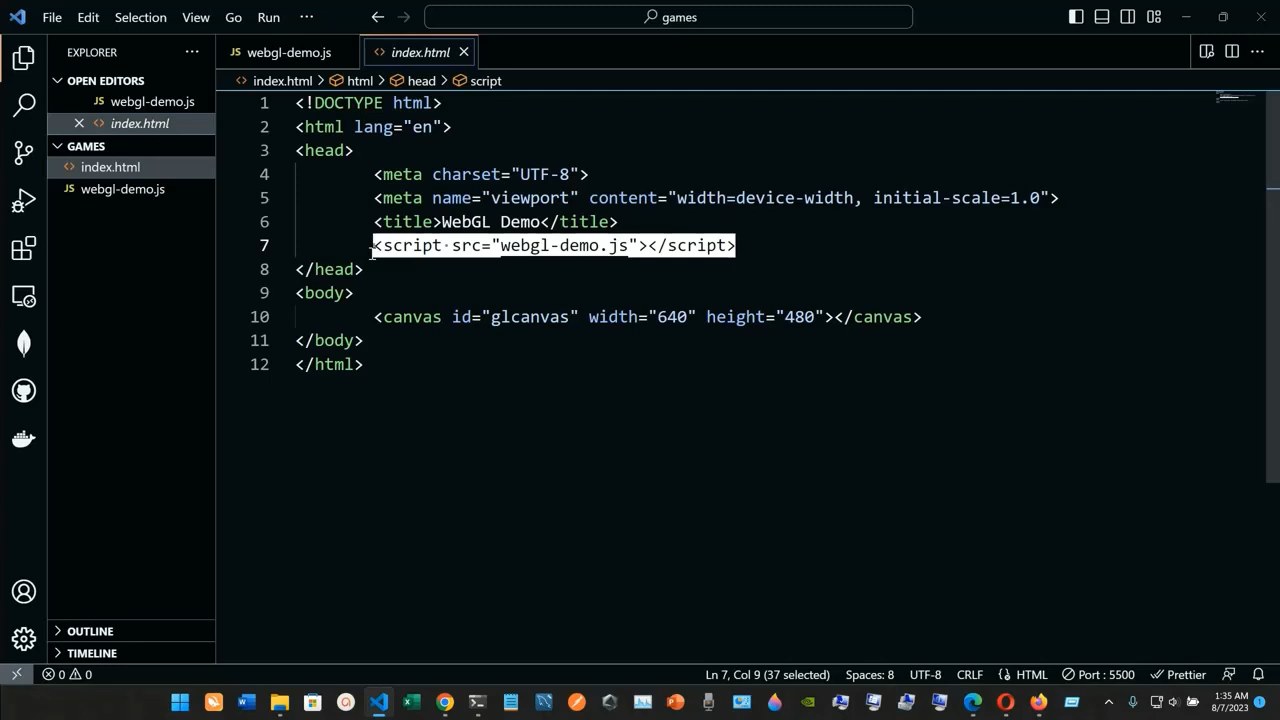 File Edit Selection View Go Run ··· games
EXPLORER ···
OPEN EDITORS
JS webgl-demo.js
<> index.html
GAMES
<> index.html
JS webgl-demo.js
OUTLINE
TIMELINE
JS webgl-demo.js <> index.html
<> index.html > html > head > script
1 <!DOCTYPE html>
2 <html lang="en">
3 <head>
4 <meta charset="UTF-8">
5 <meta name="viewport" content="width=device-width, initial-scale=1.0">
6 <title>WebGL Demo</title>
7 <script·src="webgl-demo.js"></script>
8 </head>
9 <body>
10 <canvas id="glcanvas" width="640" height="480"></canvas>
11 </body>
12 </html>
0 0 Ln 7, Col 9 (37 selected) Spaces: 8 UTF-8 CRLF HTML Port : 5500 Prettier
1:35 AM
8/7/2023